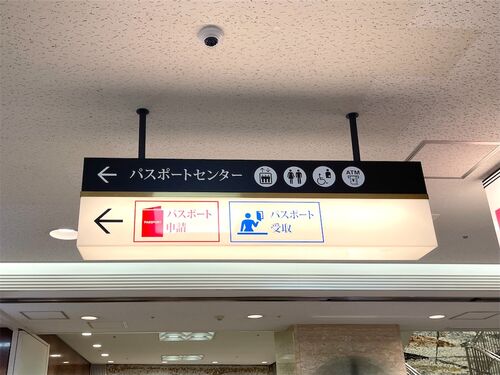 ← パスポートセンター ATM
← パスポート
申請
PASSPORT
パスポート
受取